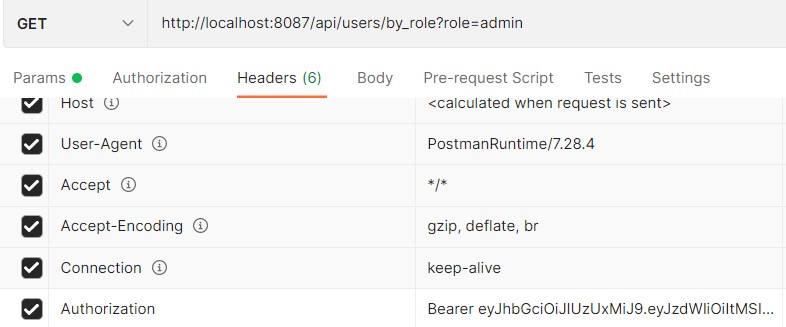 GET http://localhost:8087/api/users/by_role?role=admin
Params Authorization Headers (6) Body Pre-request Script Tests Settings
Host <calculated when request is sent>
User-Agent PostmanRuntime/7.28.4
Accept */*
Accept-Encoding gzip, deflate, br
Connection keep-alive
Authorization Bearer eyJhbGciOiJIUzUxMiJ9.eyJzdWIiOiItMSI...